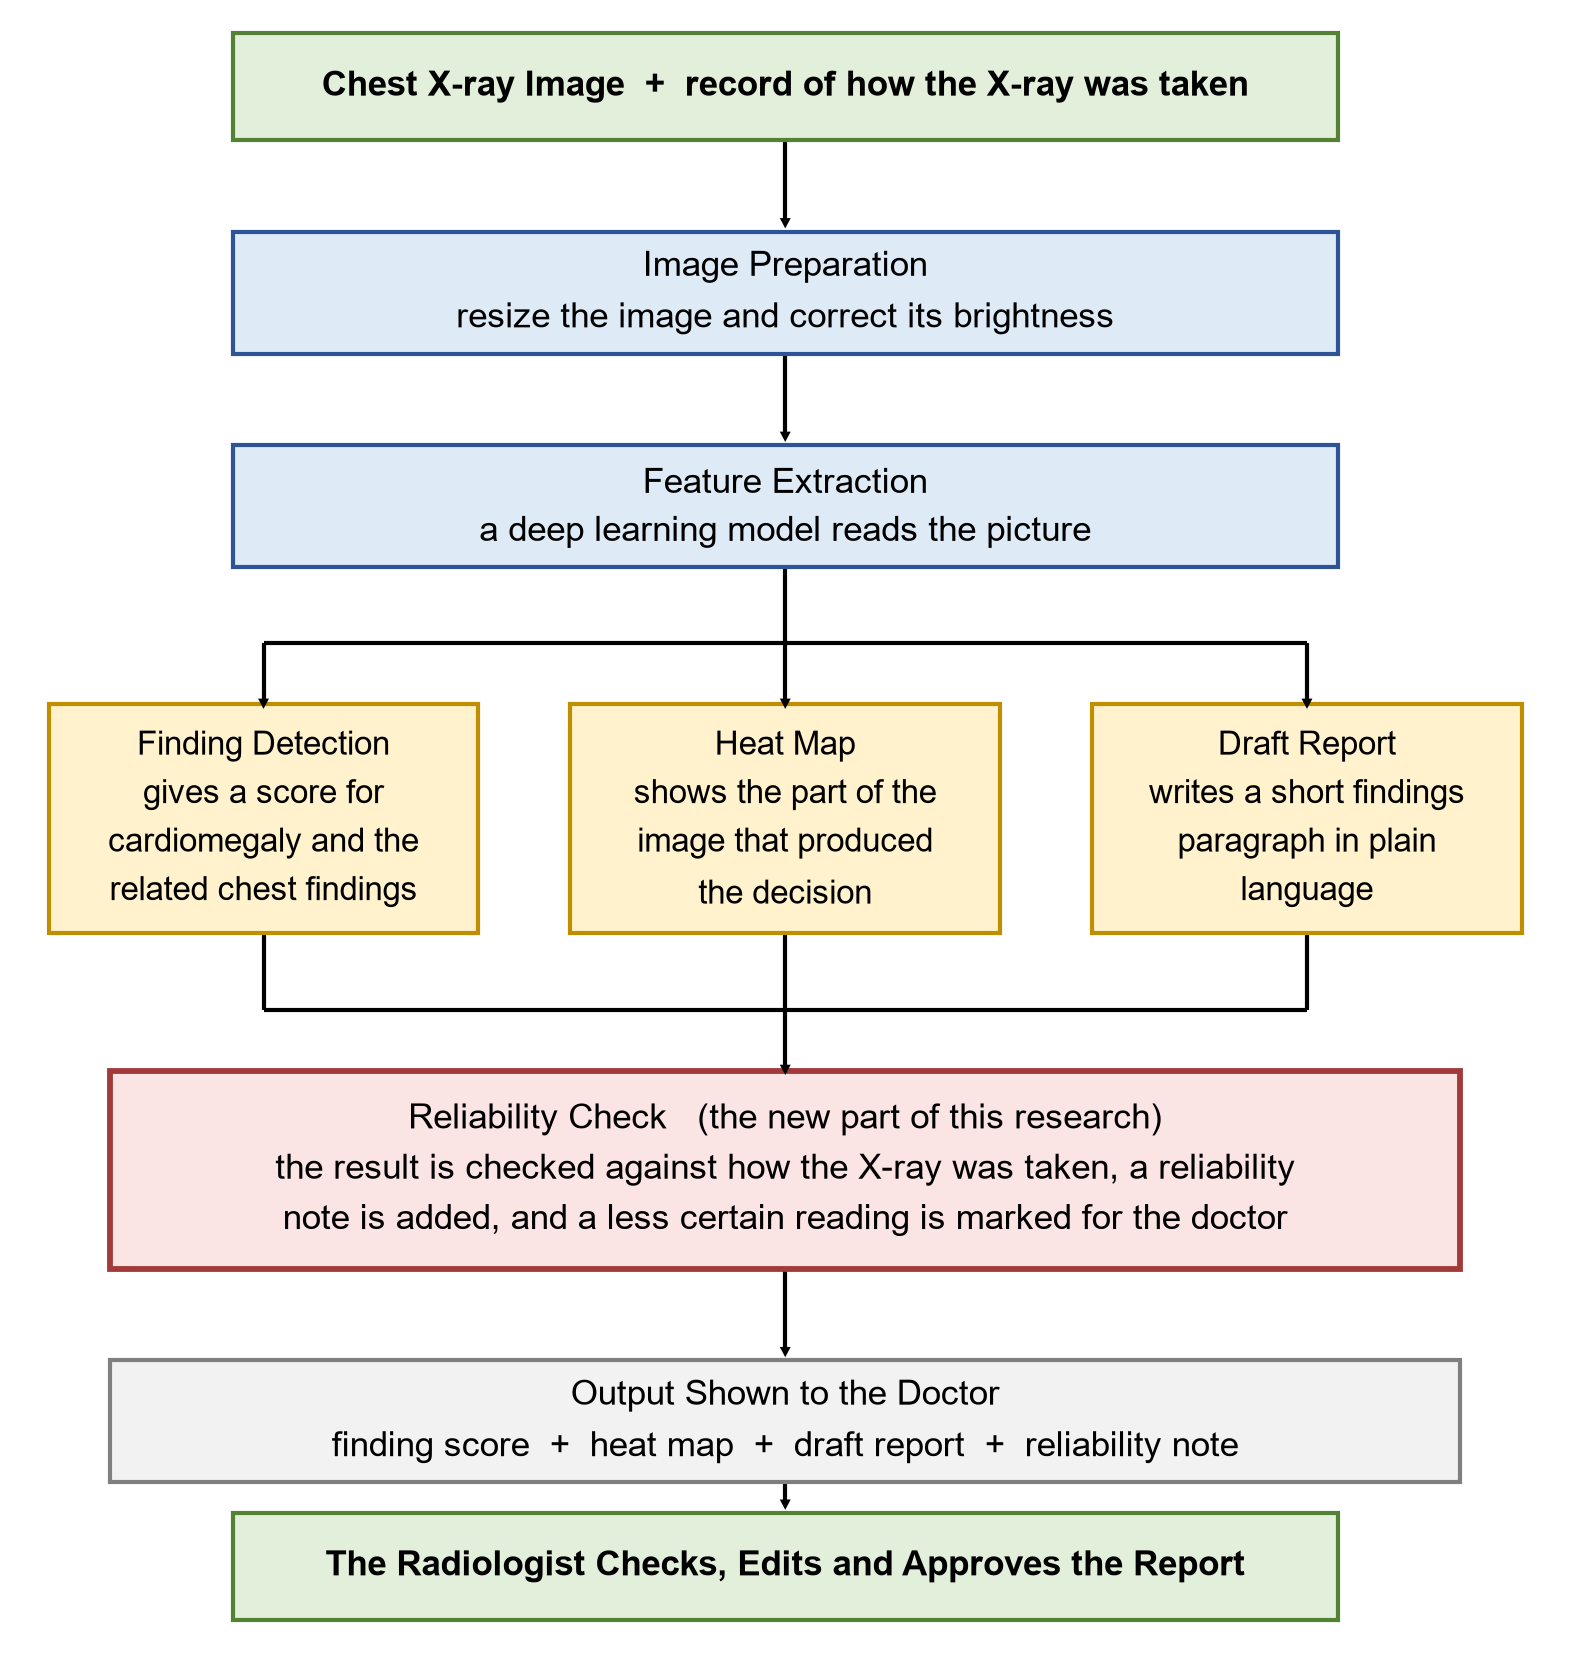 Chest X-ray Image + record of how the X-ray was taken
Image Preparation
resize the image and correct its brightness
Feature Extraction
a deep learning model reads the picture
Finding Detection
gives a score for
cardiomegaly and the
related chest findings
Heat Map
shows the part of the
image that produced
the decision
Draft Report
writes a short findings
paragraph in plain
language
Reliability Check (the new part of this research)
the result is checked against how the X-ray was taken, a reliability
note is added, and a less certain reading is marked for the doctor
Output Shown to the Doctor
finding score + heat map + draft report + reliability note
The Radiologist Checks, Edits and Approves the Report